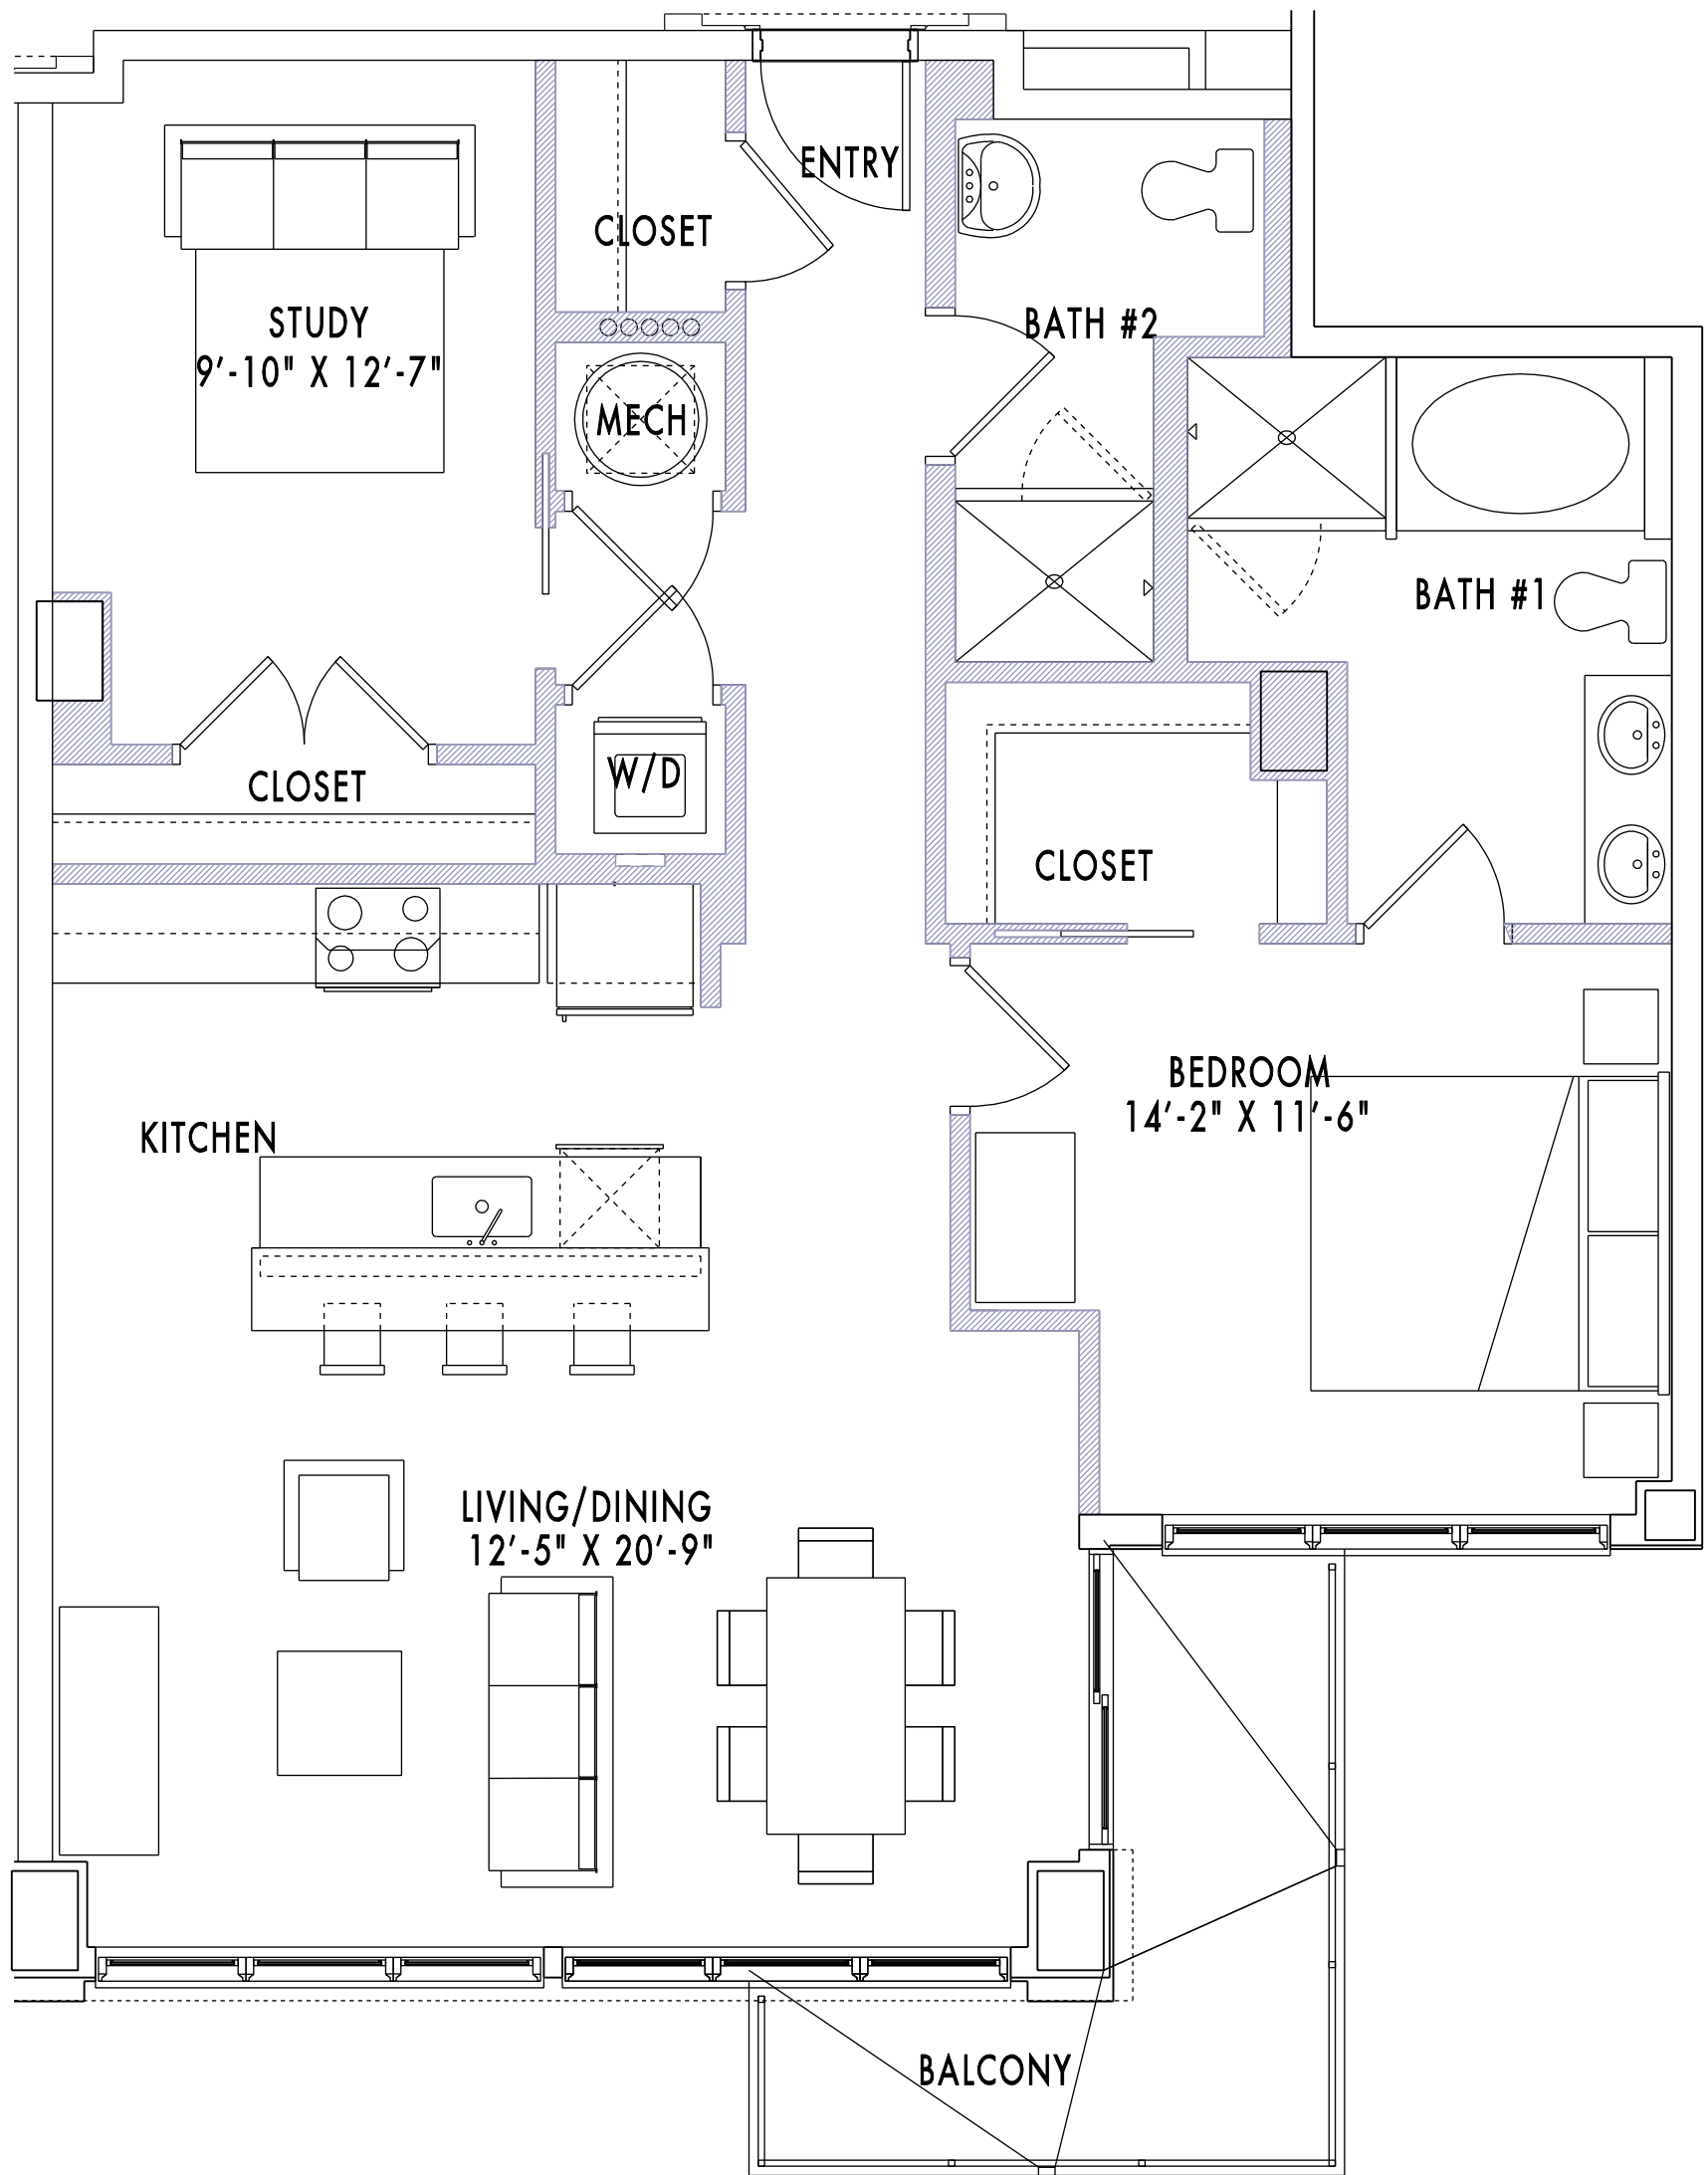 ENTRY
CLOSET
STUDY
9'-10" X 12'-7"
BATH #2
MECH
BATH #1
W/D
CLOSET
CLOSET
BEDROOM
14'-2" X 11'-6"
KITCHEN
LIVING/DINING
12'-5" X 20'-9"
BALCONY